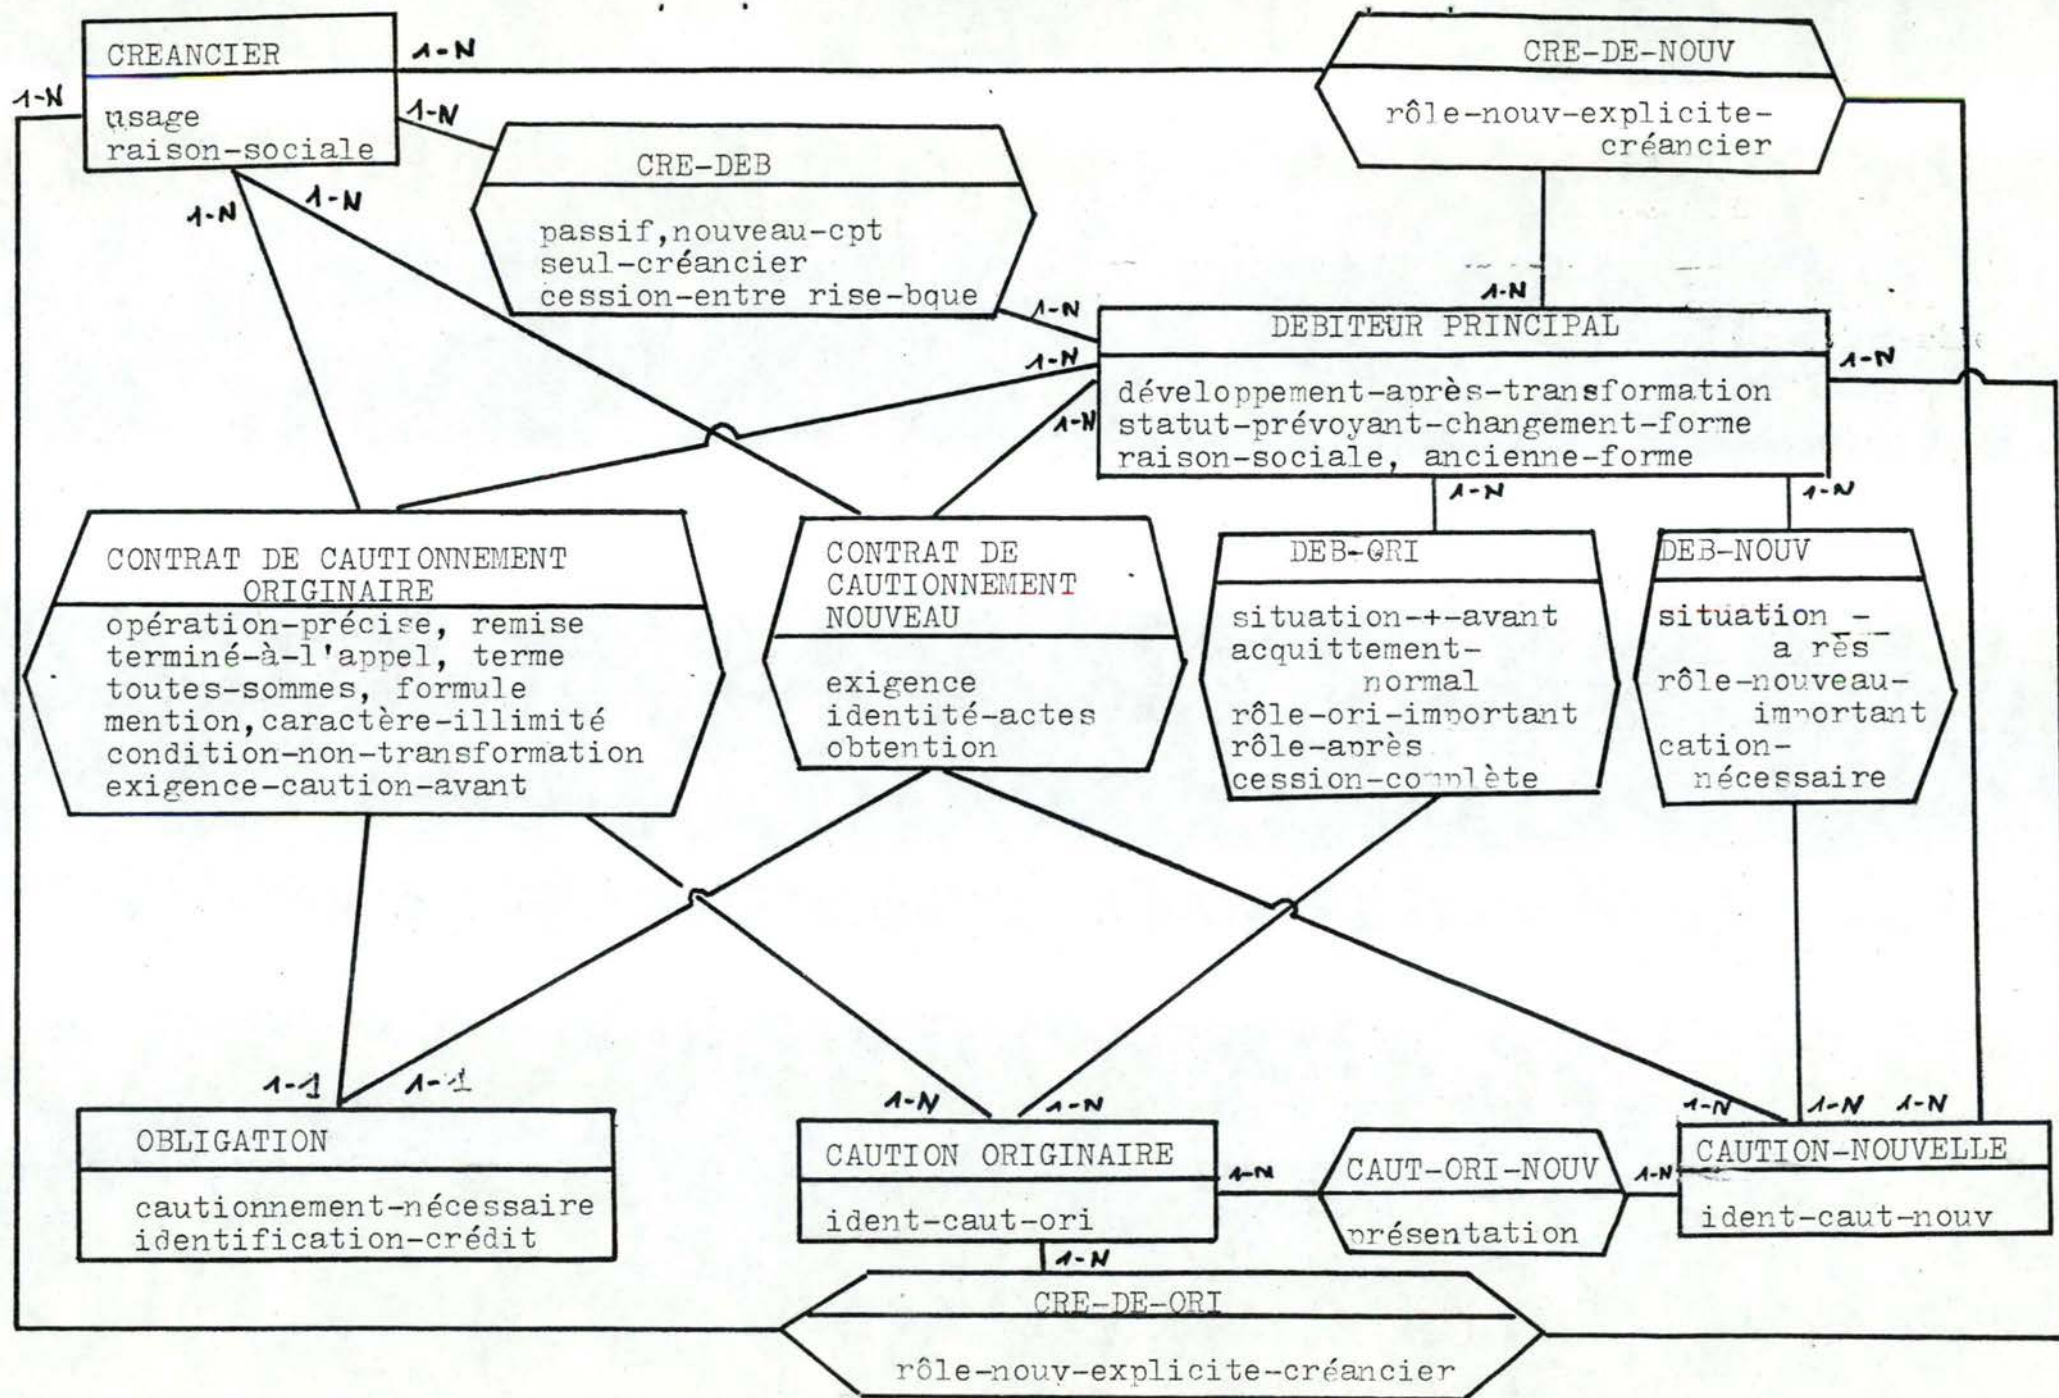 CREANCIER
usage
raison-sociale
1-N
1-N
1-N
1-N
1-N
CRE-DE-NOUV
rôle-nouv-explicite-
créancier
CRE-DEB
passif,nouveau-cpt
seul-créancier
cession-entre rise-bque
1-N
1-N
1-N
1-N
1-N
DEBITEUR PRINCIPAL
développement-après-transformation
statut-prévoyant-changement-forme
raison-sociale, ancienne-forme
1-N
1-N
CONTRAT DE CAUTIONNEMENT
ORIGINAIRE
opération-précise, remise
terminé-à-l'appel, terme
toutes-sommes, formule
mention,caractère-illimité
condition-non-transformation
exigence-caution-avant
CONTRAT DE
CAUTIONNEMENT
NOUVEAU
exigence
identité-actes
obtention
DEB-ORI
situation-+-avant
acquittement-
normal
rôle-ori-important
rôle-après
cession-complète
DEB-NOUV
situation -
a rès
rôle-nouveau-
important
cation-
nécessaire
1-1
1-1
1-N
1-N
1-N
1-N
1-N
OBLIGATION
cautionnement-nécessaire
identification-crédit
CAUTION ORIGINAIRE
ident-caut-ori
1-N
CAUT-ORI-NOUV
présentation
1-N
CAUTION-NOUVELLE
ident-caut-nouv
1-N
CRE-DE-ORI
rôle-nouv-explicite-créancier